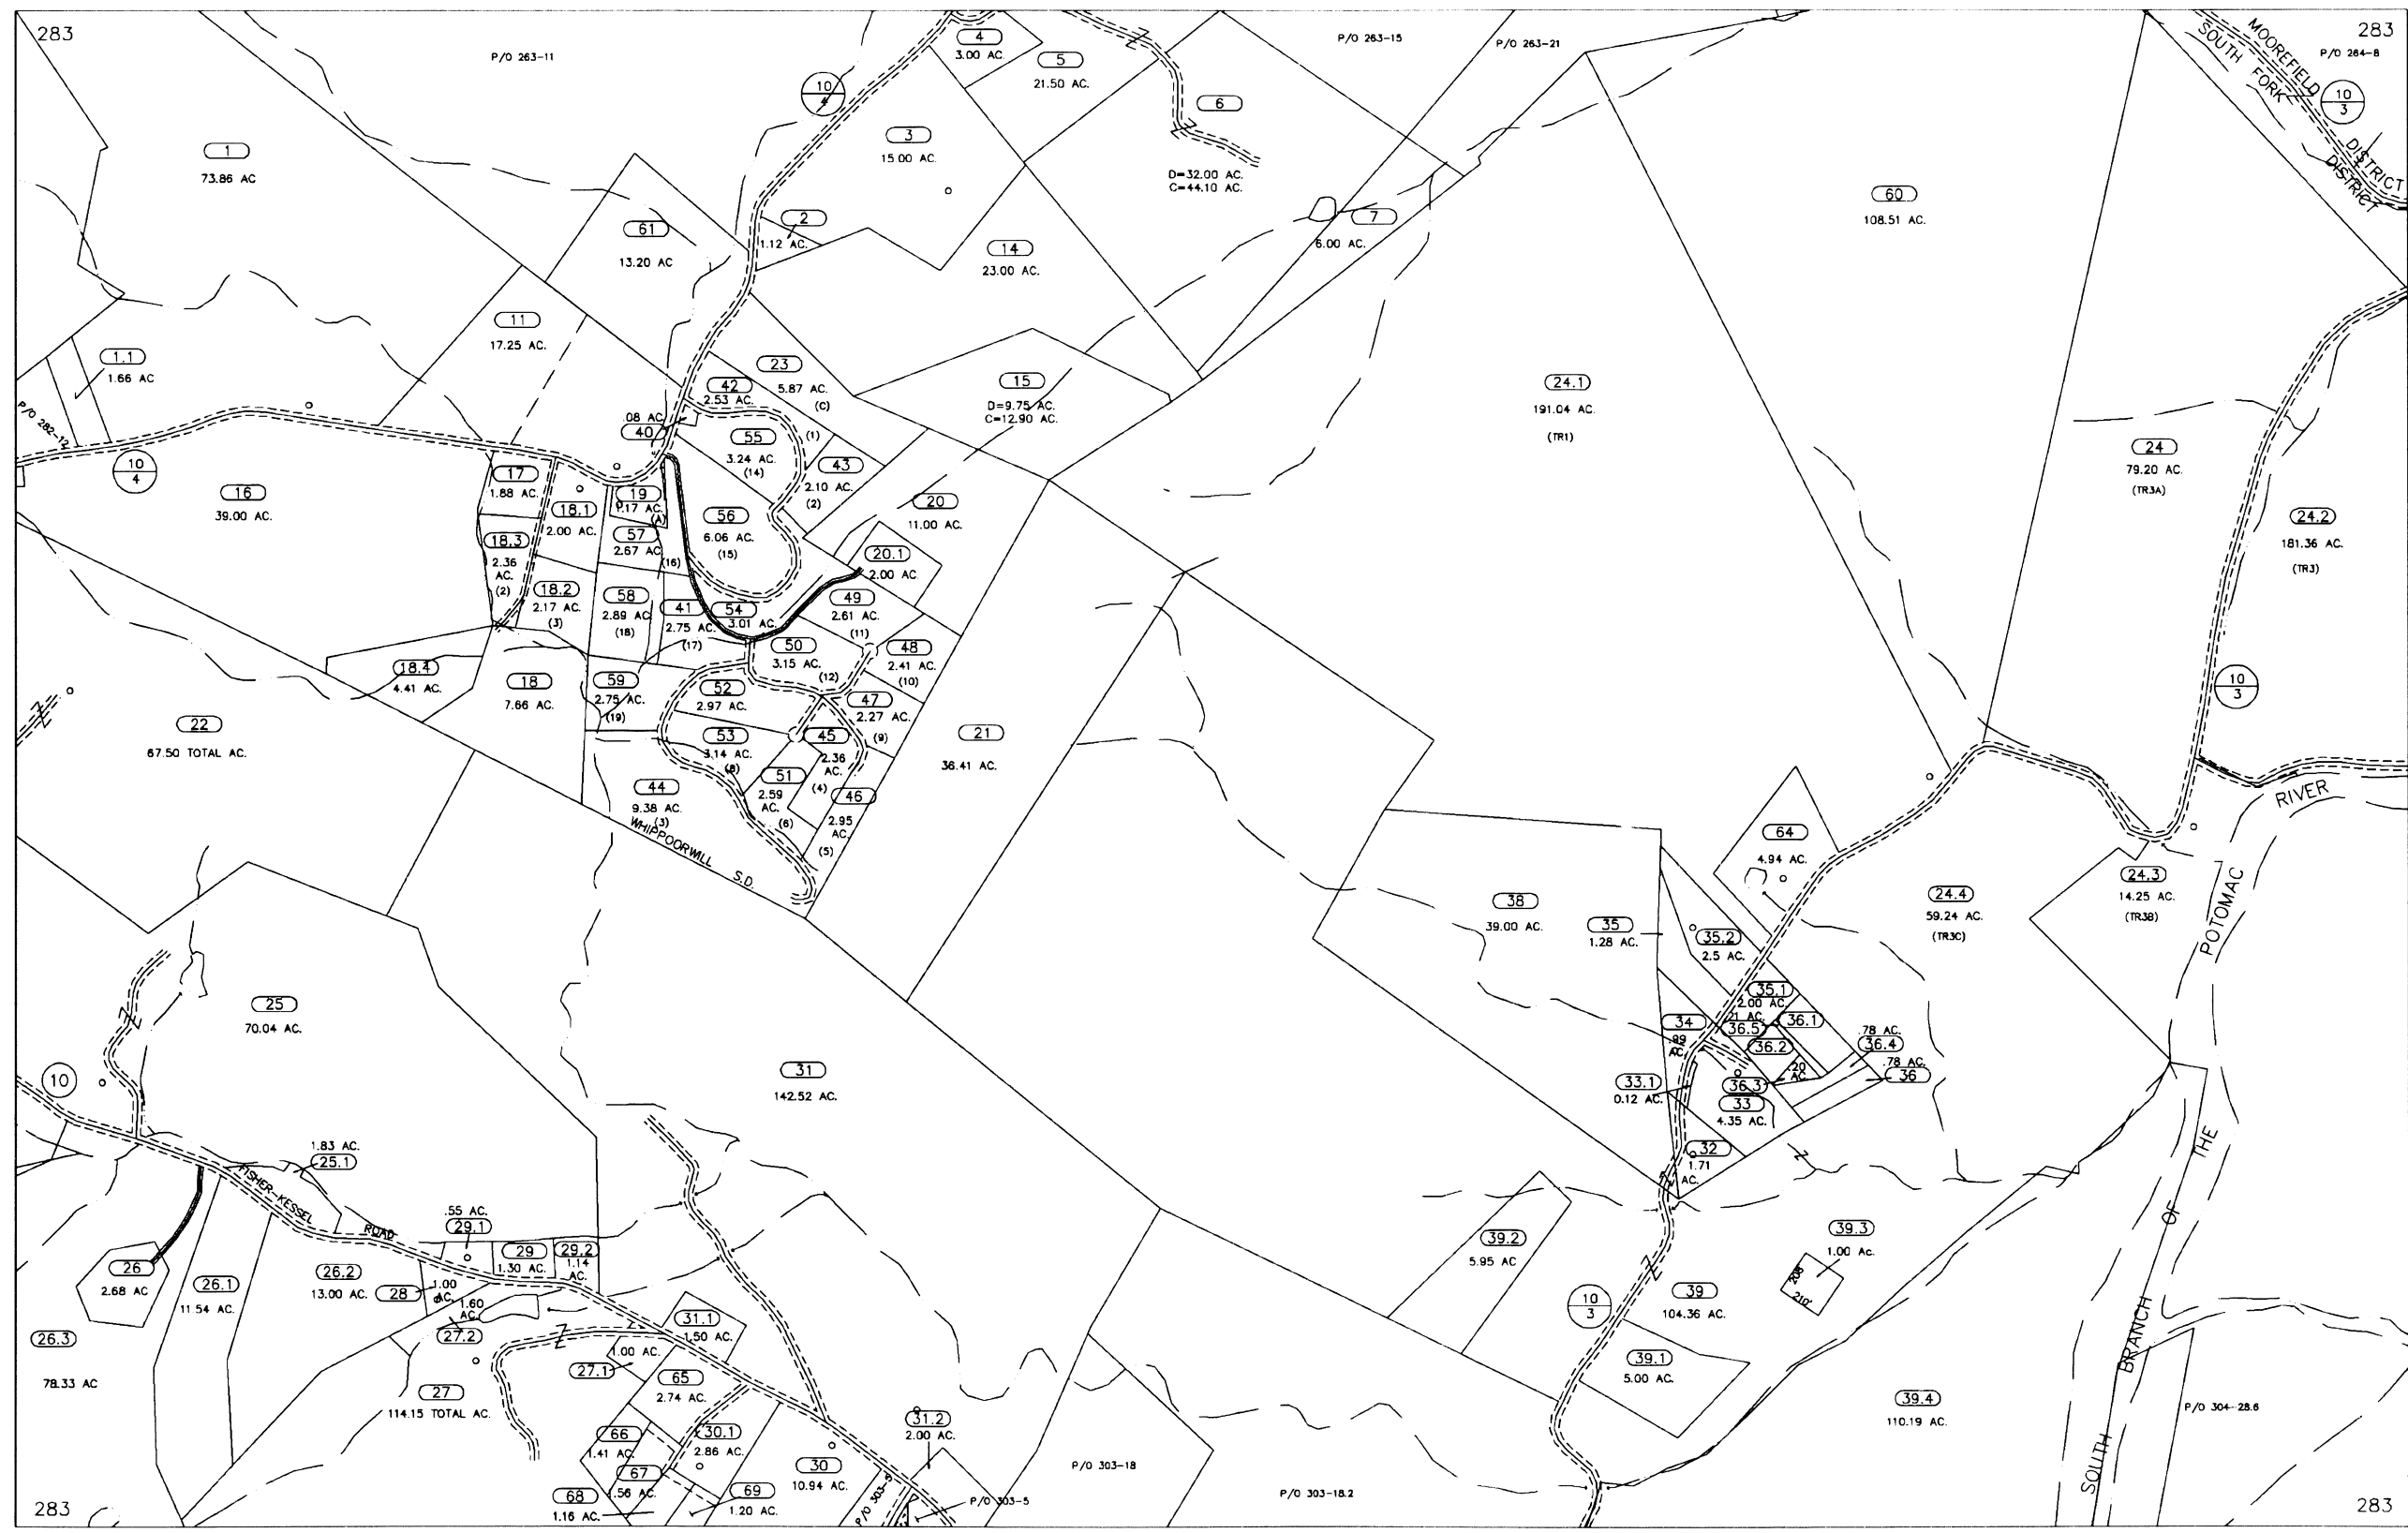 283
P/O 263-11
4
3.00 AC.
5
21.50 AC.
P/O 263-15
P/O 263-21
MOOREFIELD DISTRICT
SOUTH FORK DISTRICT
283
P/O 264-8
10
3
10
4
6
D=32.00 AC.
C=44.10 AC.
3
15.00 AC.
1
73.86 AC
60
108.51 AC.
61
13.20 AC
2
1.12 AC.
14
23.00 AC.
7
6.00 AC.
11
17.25 AC.
1.1
1.66 AC
P/O 282-12
23
5.87 AC.
(C)
42
2.53 AC.
(1)
.08 AC.
40
15
D=9.75 AC.
C=12.90 AC.
24.1
191.04 AC.
(TR1)
24
79.20 AC.
(TR3A)
24.2
181.36 AC.
(TR3)
10
4
16
39.00 AC.
17
1.88 AC.
18.1
2.00 AC.
19
1.17 AC.
(A)
55
3.24 AC.
(14)
43
2.10 AC.
(2)
20
11.00 AC.
18.3
2.36
AC.
(2)
57
2.67 AC
(16)
56
6.06 AC.
(15)
20.1
2.00 AC.
18.2
2.17 AC.
(3)
58
2.89 AC
(18)
41
2.75 AC.
(17)
54
3.01 AC.
49
2.61 AC.
(11)
50
3.15 AC.
(12)
48
2.41 AC.
(10)
18.4
4.41 AC.
18
7.66 AC.
59
2.75 AC.
(19)
52
2.97 AC.
47
2.27 AC.
(9)
10
3
22
67.50 TOTAL AC.
53
3.14 AC.
(8)
45
2.36
AC.
(4)
21
36.41 AC.
44
9.38 AC.
(3)
51
2.59
AC.
(6)
46
2.95
AC.
(5)
WHIPPOORWILL S.D.
RIVER
64
4.94 AC.
24.3
14.25 AC.
(TR3B)
POTOMAC
38
39.00 AC.
35
1.28 AC.
35.2
2.5 AC.
24.4
59.24 AC.
(TR3C)
25
70.04 AC.
35.1
2.00 AC.
.21 AC.
36.5
36.1
34
.99
AC.
36.2
.78 AC.
36.4
.20
AC.
.78 AC.
36
36.3
10
31
142.52 AC.
33.1
0.12 AC.
33
4.35 AC.
1.83 AC.
25.1
32
1.71
AC.
THE
FISHER-KESSEL ROAD
.55 AC.
29.1
29
1.30 AC.
29.2
1.14
AC.
39.2
5.95 AC
39.3
1.00 Ac.
208'
210'
OF
26
2.68 AC
26.1
11.54 AC.
26.2
13.00 AC.
28
1.00
AC.
1.60
AC.
27.2
10
3
39
104.36 AC.
26.3
78.33 AC
31.1
1.50 AC.
1.00 AC.
27.1
39.1
5.00 AC.
BRANCH
27
114.15 TOTAL AC.
65
2.74 AC.
39.4
110.19 AC.
P/O 304-28.6
66
1.41 AC.
30.1
2.86 AC.
31.2
2.00 AC.
30
10.94 AC.
P/O 303-18
SOUTH
67
1.56 AC.
68
1.16 AC.
69
1.20 AC.
P/O 303-5
P/O 303-18.2
283
283